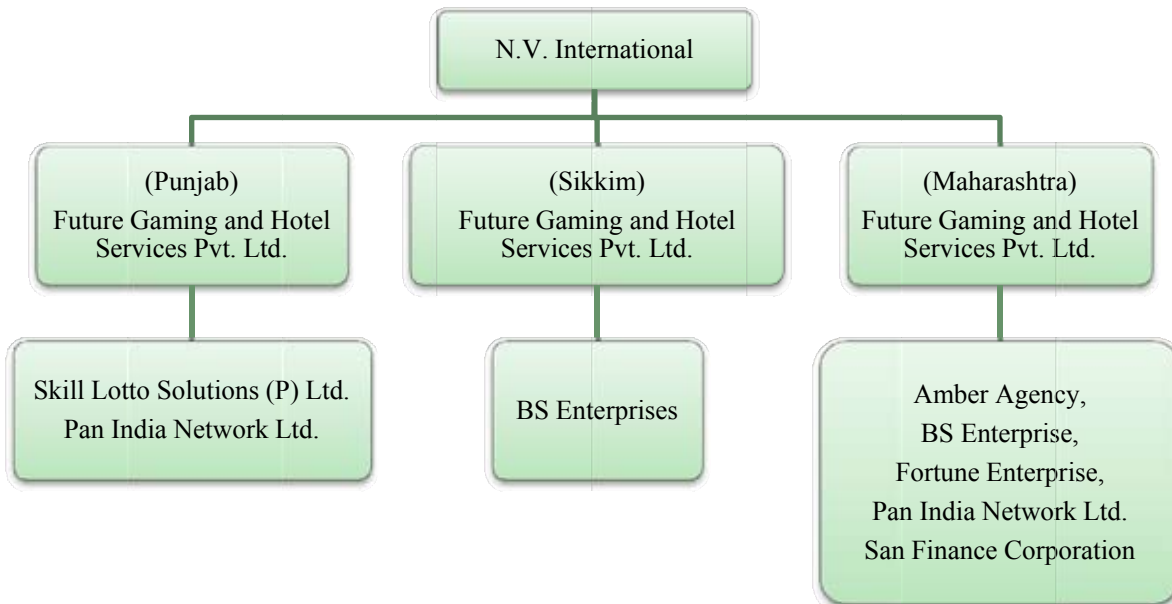 N.V. International
(Punjab)
Future Gaming and Hotel
Services Pvt. Ltd.
(Sikkim)
Future Gaming and Hotel
Services Pvt. Ltd.
(Maharashtra)
Future Gaming and Hotel
Services Pvt. Ltd.
Skill Lotto Solutions (P) Ltd.
Pan India Network Ltd.
BS Enterprises
Amber Agency,
BS Enterprise,
Fortune Enterprise,
Pan India Network Ltd.
San Finance Corporation